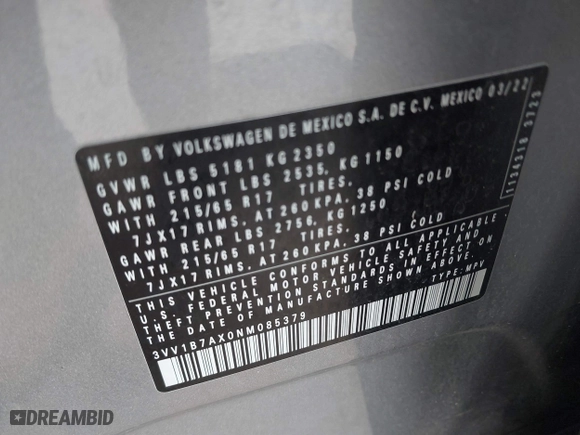 MFD BY VOLKSWAGEN DE MEXICO S.A. DE C.V. MEXICO 03/22
GVWR LBS 5181 KG 2350
GAWR FRONT LBS 2535, KG 1150
WITH 215/65 R17 TIRES.
7JX17 RIMS, AT 260KPA, 38 PSI COLD
GAWR REAR LBS 2756, KG 1250
WITH 215/65 R17 TIRES.
7JX17 RIMS, AT 260KPA, 38 PSI COLD
THIS VEHICLE CONFORMS TO ALL APPLICABLE
U.S. FEDERAL MOTOR VEHICLE SAFETY AND
THEFT PREVENTION STANDARDS IN EFFECT ON
THE DATE OF MANUFACTURE SHOWN ABOVE.
3VV1B7AX0NM085379 TYPE: MPV
1134318 3723
DREAMBID